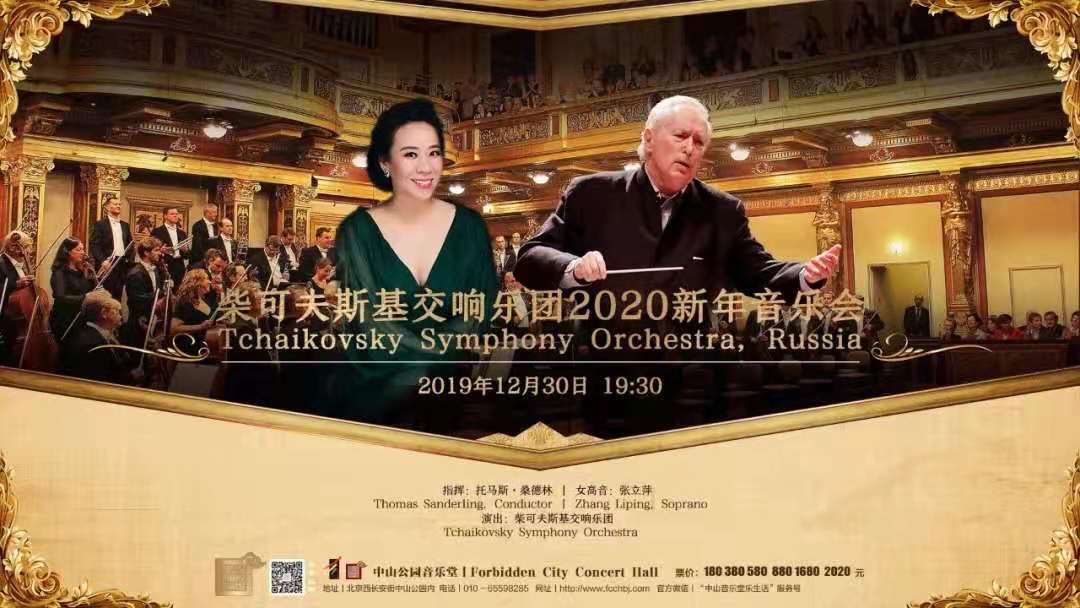 柴可夫斯基交响乐团2020新年音乐会
Tchaikovsky Symphony Orchestra, Russia
2019年12月30日 19:30
指挥：托马斯·桑德林 | 女高音：张立萍
Thomas Sanderling, Conductor | Zhang Liping, Soprano
演出：柴可夫斯基交响乐团
Tchaikovsky Symphony Orchestra
中山公园音乐堂 | Forbidden City Concert Hall 票价：180 380 580 880 1680 2020 元
地址 | 北京西长安街中山公园内 电话 | 010－65598285 网址 | http://www.fcchbj.com 官方微信 | “中山音乐堂乐生活”服务号